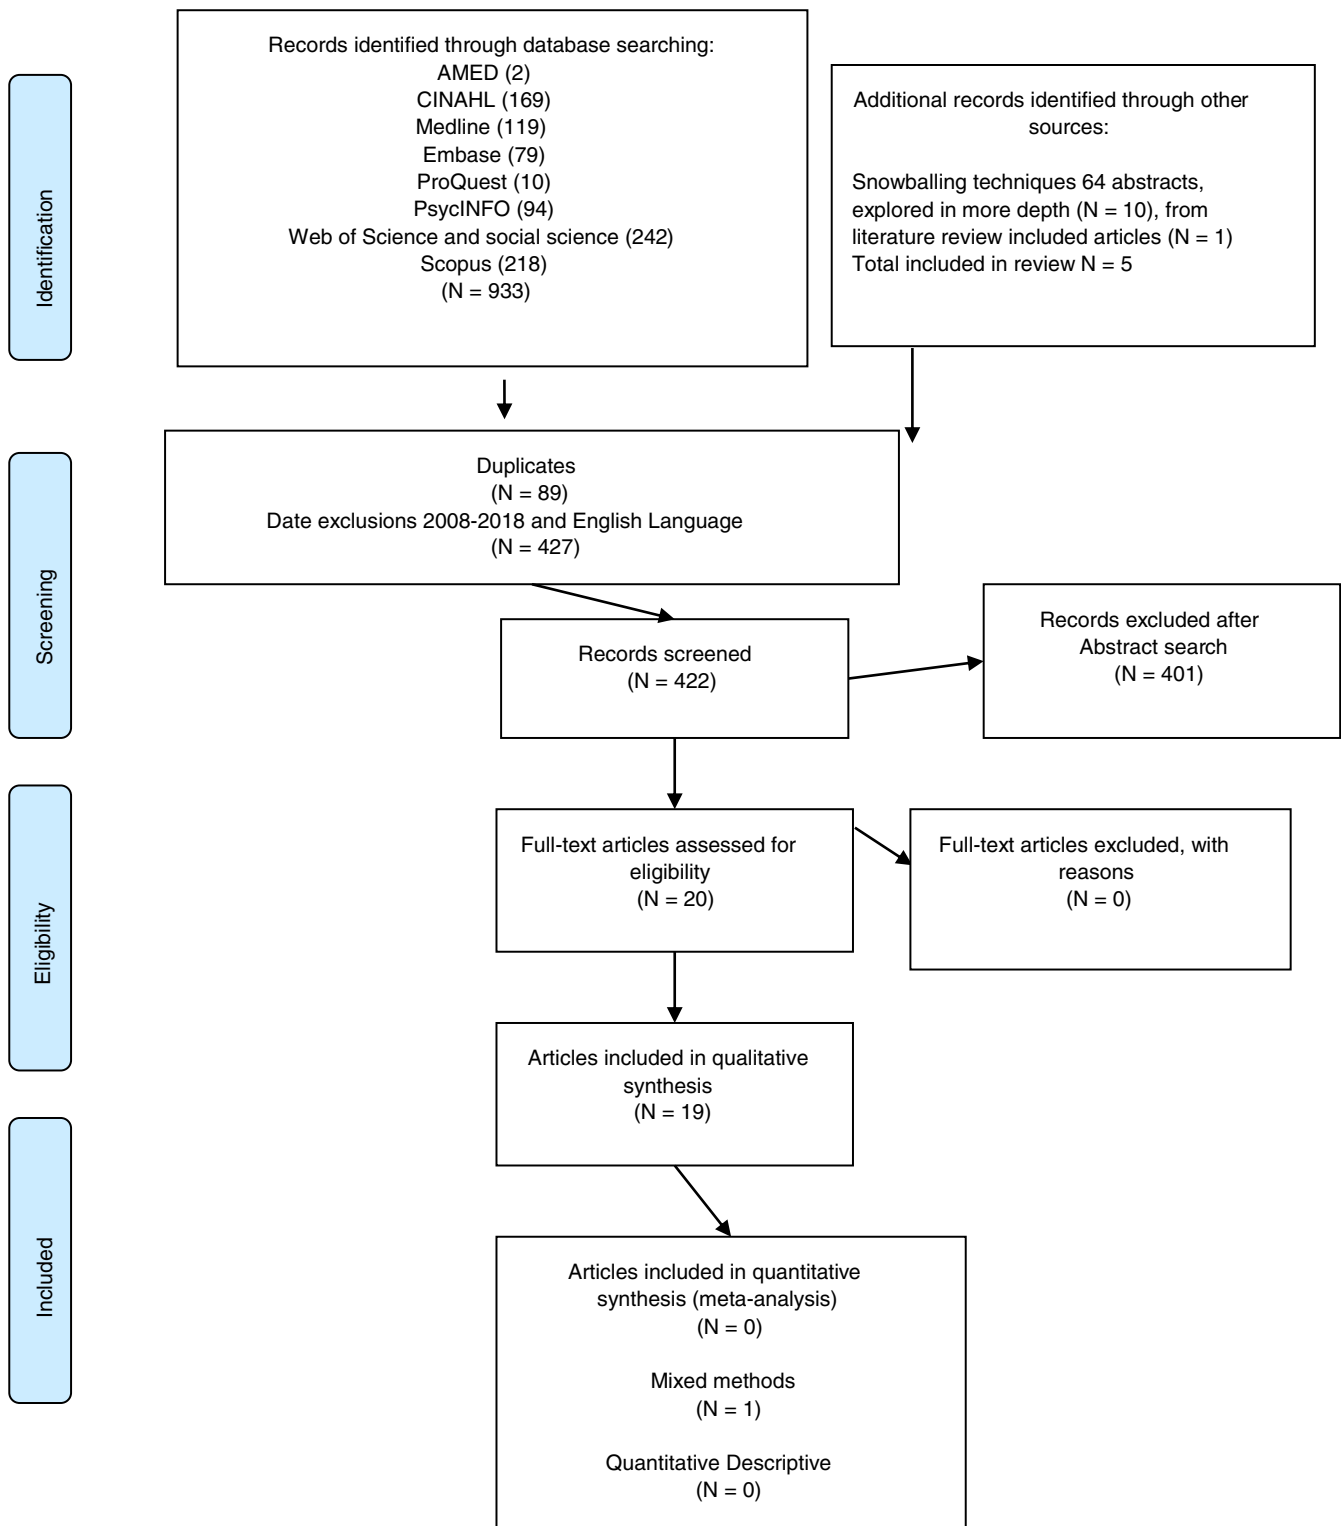 Records identified through database searching:
AMED (2)
CINAHL (169)
Medline (119)
Embase (79)
ProQuest (10)
PsycINFO (94)
Web of Science and social science (242)
Scopus (218)
(N = 933)
Additional records identified through other
sources:
Snowballing techniques 64 abstracts,
explored in more depth (N = 10), from
literature review included articles (N = 1)
Total included in review N = 5
Identification
Duplicates
(N = 89)
Date exclusions 2008-2018 and English Language
(N = 427)
Screening
Records screened
(N = 422)
Records excluded after
Abstract search
(N = 401)
Full-text articles assessed for
eligibility
(N = 20)
Full-text articles excluded, with
reasons
(N = 0)
Eligibility
Articles included in qualitative
synthesis
(N = 19)
Included
Articles included in quantitative
synthesis (meta-analysis)
(N = 0)
Mixed methods
(N = 1)
Quantitative Descriptive
(N = 0)